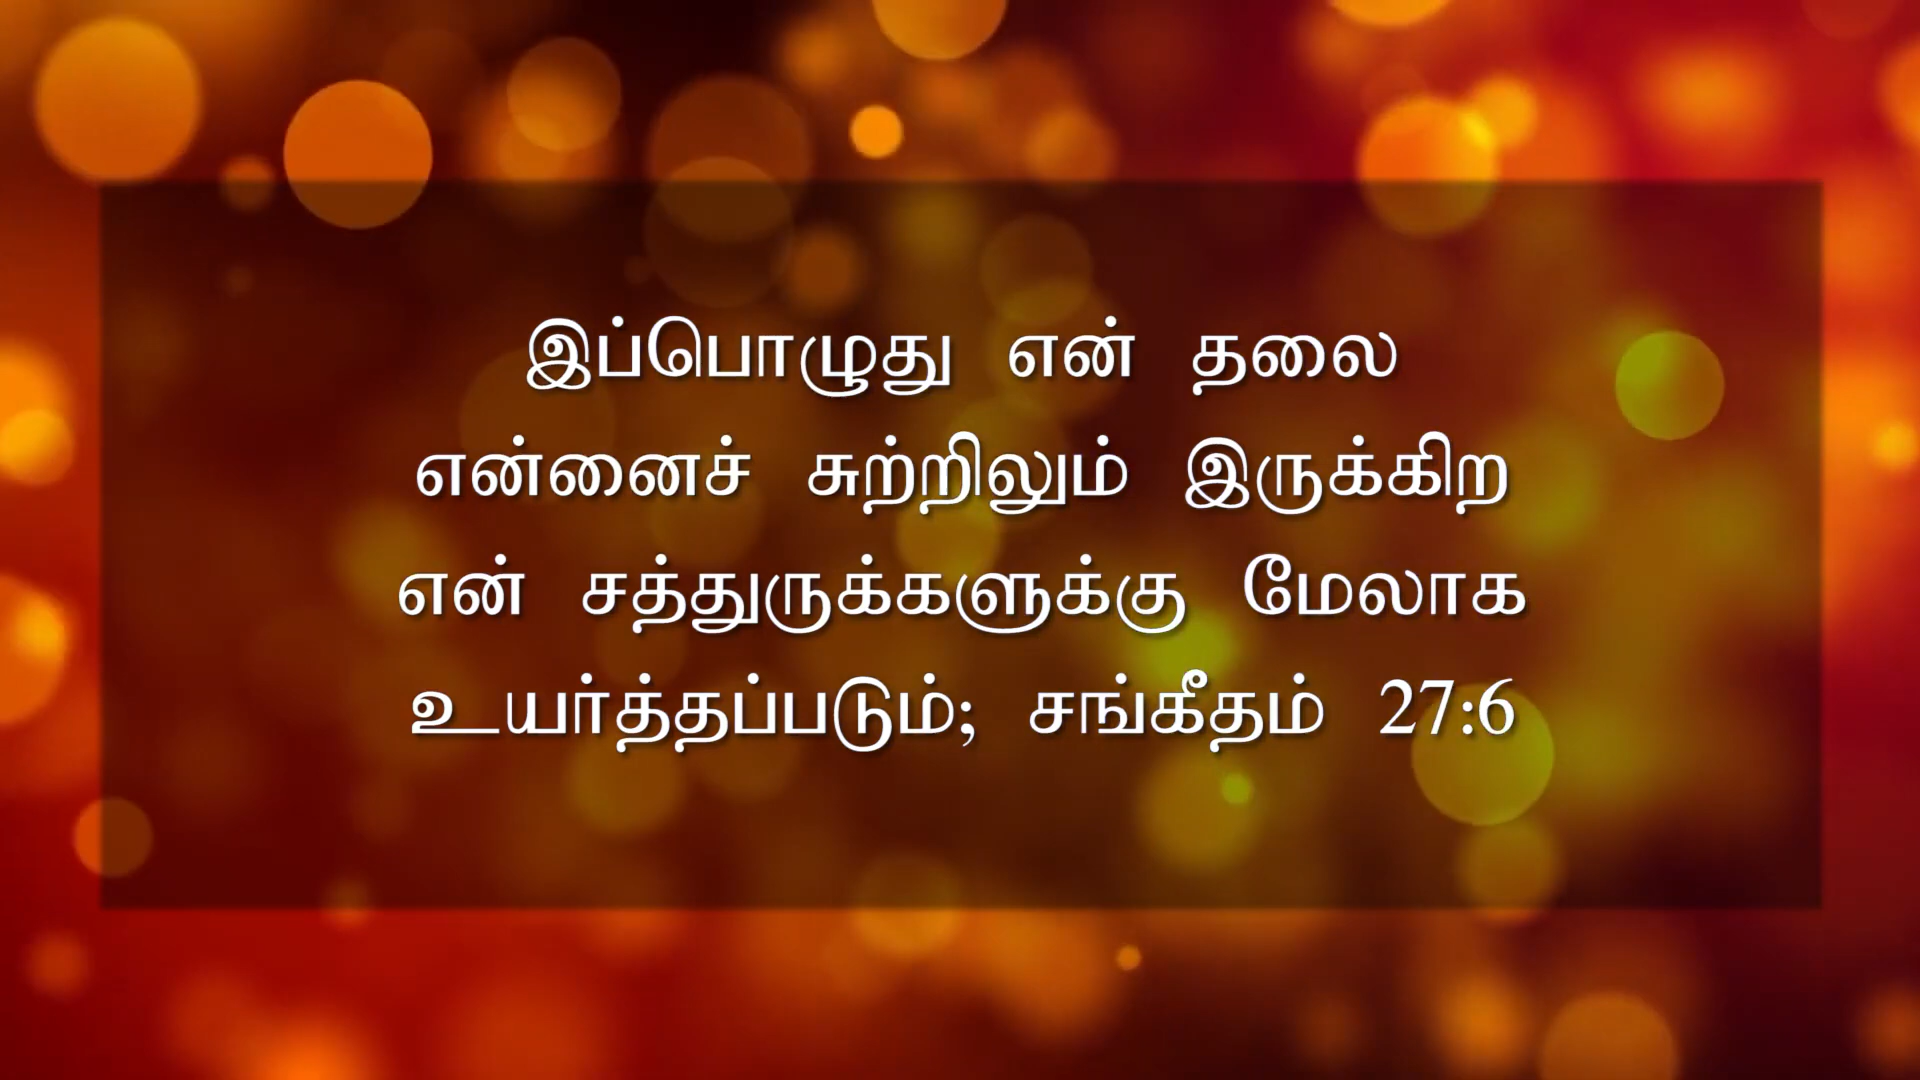 இப்பொழுது என் தலை
என்னைச் சுற்றிலும் இருக்கிற
என் சத்துருக்களுக்கு மேலாக
உயர்த்தப்படும்; சங்கீதம் 27:6